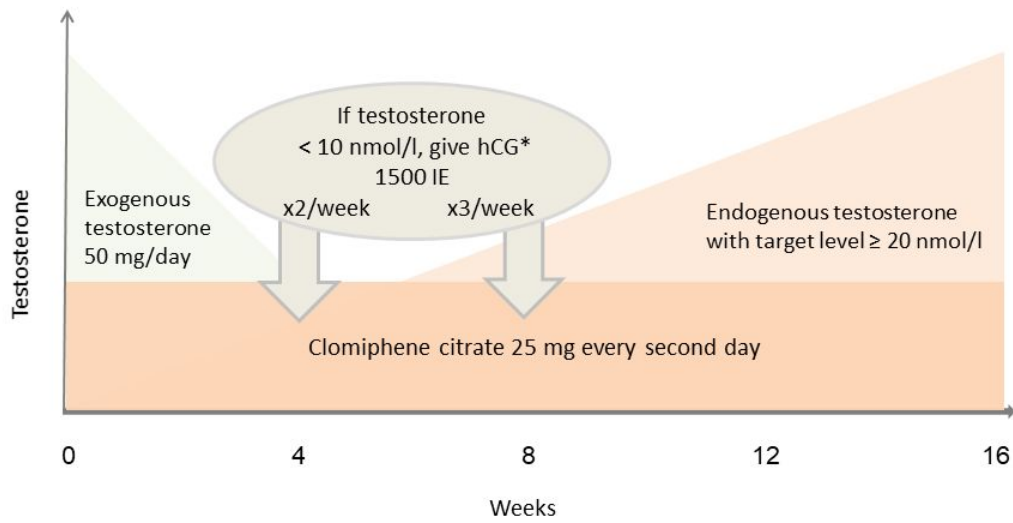 If testosterone
< 10 nmol/l, give hCG*
1500 IE
x2/week x3/week
Exogenous
testosterone
50 mg/day
Endogenous testosterone
with target level ≥ 20 nmol/l
Testosterone
Clomiphene citrate 25 mg every second day
0 4 8 12 16
Weeks